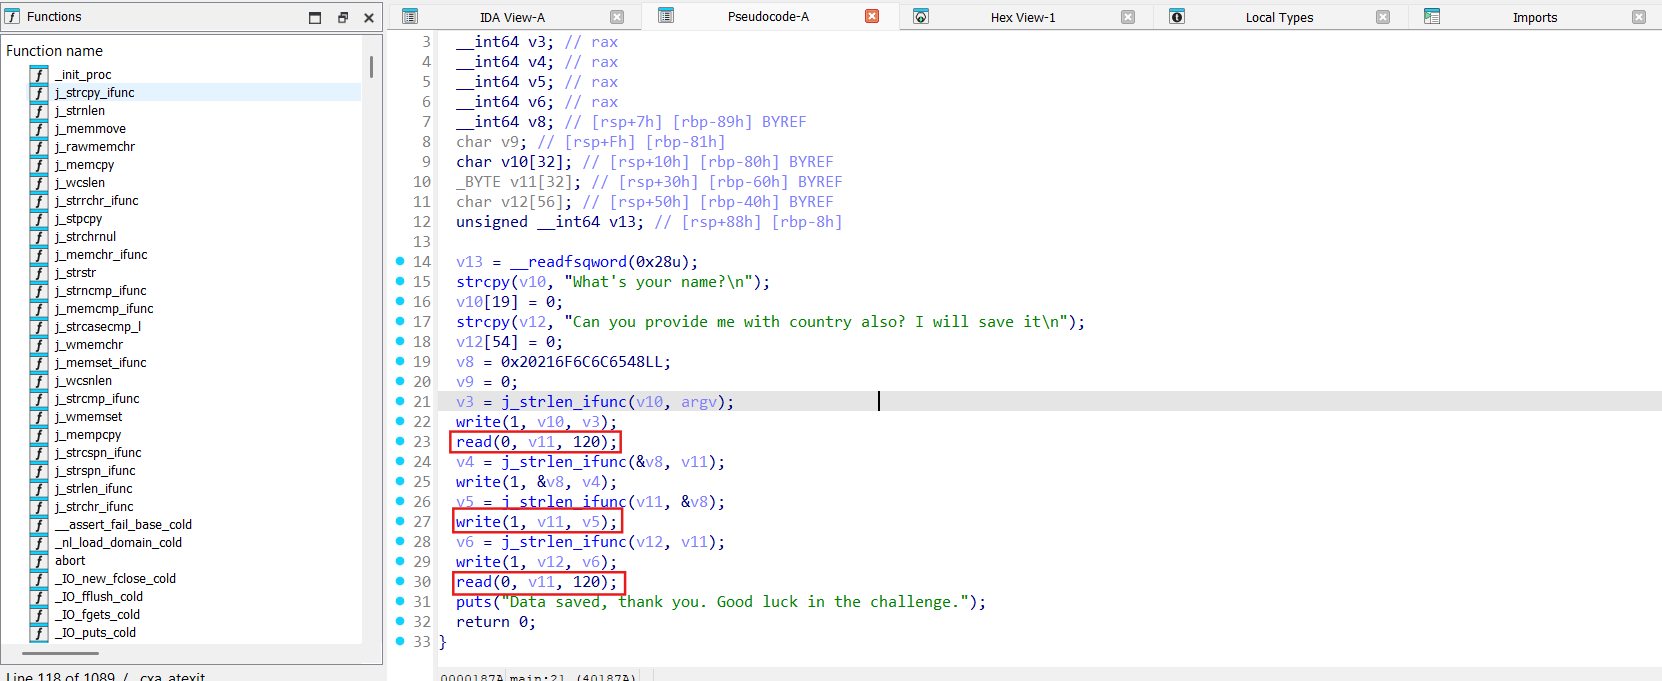 Functions
IDA View-A
Pseudocode-A
Hex View-1
Local Types
Imports
Function name
_init_proc
j_strcpy_ifunc
j_strnlen
j_memmove
j_rawmemchr
j_memcpy
j_wcslen
j_strrchr_ifunc
j_stpcpy
j_strchrnul
j_memchr_ifunc
j_strstr
j_strncmp_ifunc
j_memcmp_ifunc
j_strcasecmp_l
j_wmemchr
j_memset_ifunc
j_wcsnlen
j_strcmp_ifunc
j_wmemset
j_mempcpy
j_strcspn_ifunc
j_strspn_ifunc
j_strlen_ifunc
j_strchr_ifunc
__assert_fail_base_cold
_nl_load_domain_cold
abort
_IO_new_fclose_cold
_IO_fflush_cold
_IO_fgets_cold
_IO_puts_cold
Line 118 of 1089, /__cxa_atexit
3 __int64 v3; // rax
4 __int64 v4; // rax
5 __int64 v5; // rax
6 __int64 v6; // rax
7 __int64 v8; // [rsp+7h] [rbp-89h] BYREF
8 char v9; // [rsp+Fh] [rbp-81h]
9 char v10[32]; // [rsp+10h] [rbp-80h] BYREF
10 _BYTE v11[32]; // [rsp+30h] [rbp-60h] BYREF
11 char v12[56]; // [rsp+50h] [rbp-40h] BYREF
12 unsigned __int64 v13; // [rsp+88h] [rbp-8h]
13
14 v13 = __readfsqword(0x28u);
15 strcpy(v10, "What's your name?\n");
16 v10[19] = 0;
17 strcpy(v12, "Can you provide me with country also? I will save it\n");
18 v12[54] = 0;
19 v8 = 0x20216F6C6C6548LL;
20 v9 = 0;
21 v3 = j_strlen_ifunc(v10, argv);
22 write(1, v10, v3);
23 read(0, v11, 120);
24 v4 = j_strlen_ifunc(&v8, v11);
25 write(1, &v8, v4);
26 v5 = j_strlen_ifunc(v11, &v8);
27 write(1, v11, v5);
28 v6 = j_strlen_ifunc(v12, v11);
29 write(1, v12, v6);
30 read(0, v11, 120);
31 puts("Data saved, thank you. Good luck in the challenge.");
32 return 0;
33 }
0000187A main:21 (40187A)